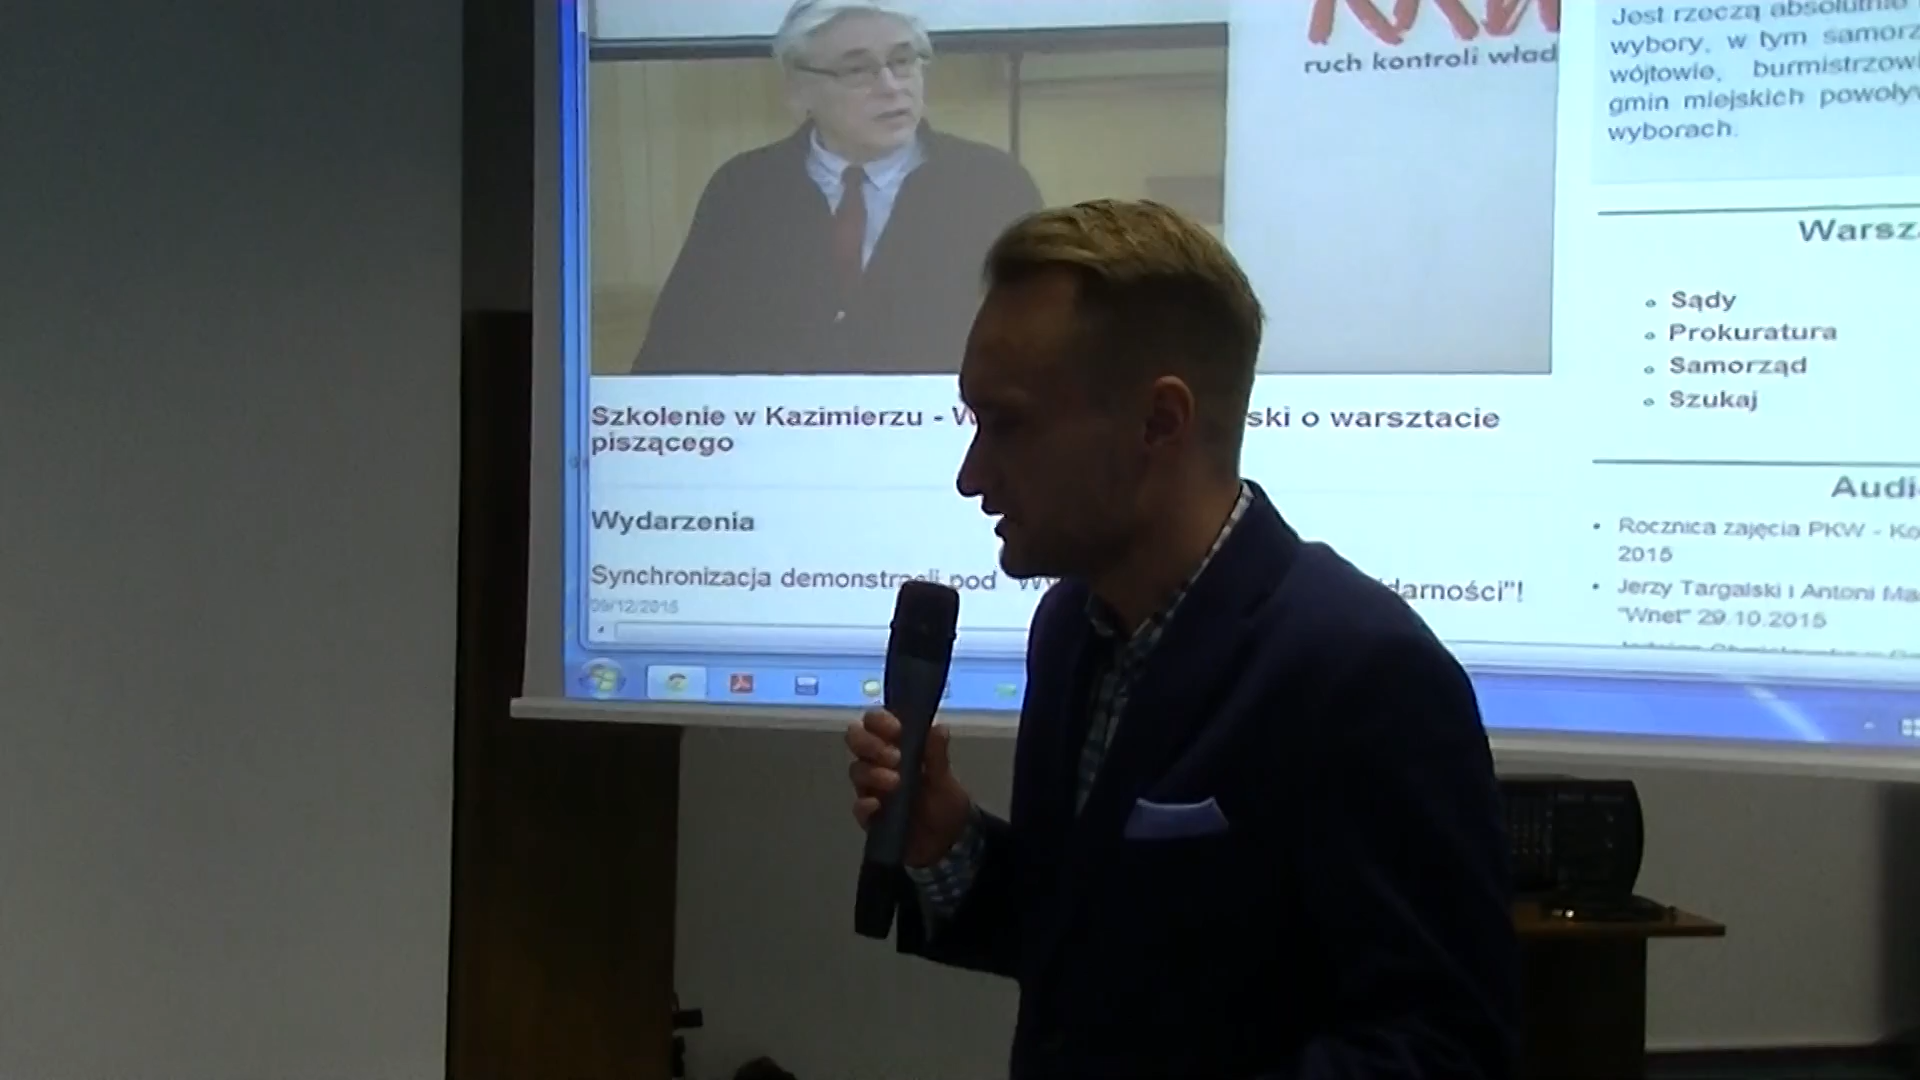 ruch kontroli wład
Szkolenie w Kazimierzu - ski o warsztacie
piszącego
Wydarzenia
Synchronizacja demonstracji pod darności"!
09/12/2015
Jest rzeczą absolutnie
wybory, w tym samorz
wójtowie, burmistrzowi
gmin miejskich powoływ
wyborach.
Warsz
Sądy
Prokuratura
Samorząd
Szukaj
Audi
Rocznica zajęcia PKW - Ko
2015
Jerzy Targalski i Antoni Ma
"Wnet" 29.10.2015